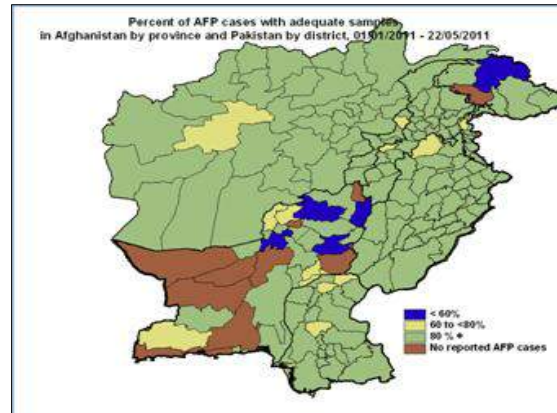 Percent of AFP cases with adequate samples
in Afghanistan by province and Pakistan by district, 01/01/2011 - 22/05/2011
< 60%
60 to <80%
80 % +
No reported AFP cases